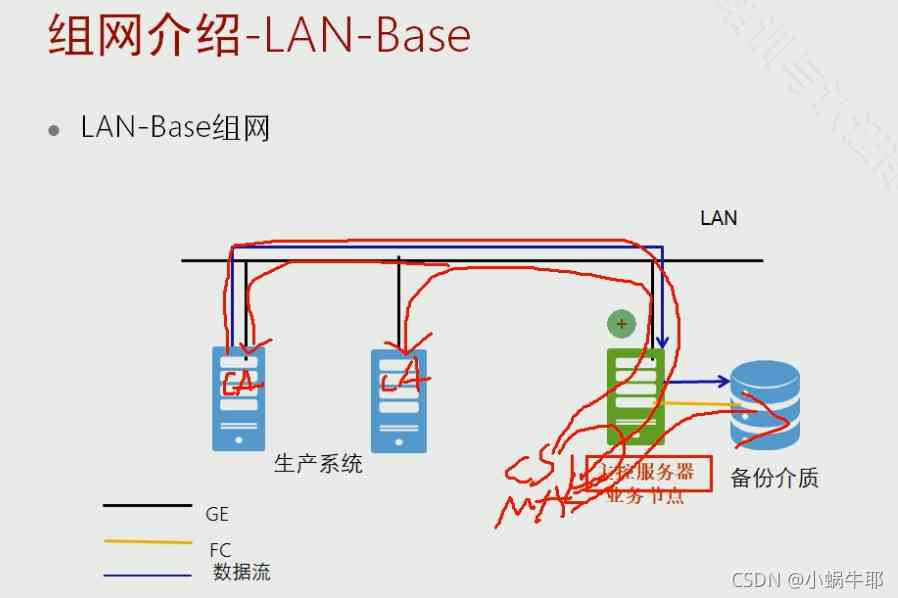 组网介绍-LAN-Base
LAN-Base组网
LAN
CA
CA
生产系统
CS
MA
主控服务器
业务节点
备份介质
GE
FC
数据流
CSDN @小蜗牛耶